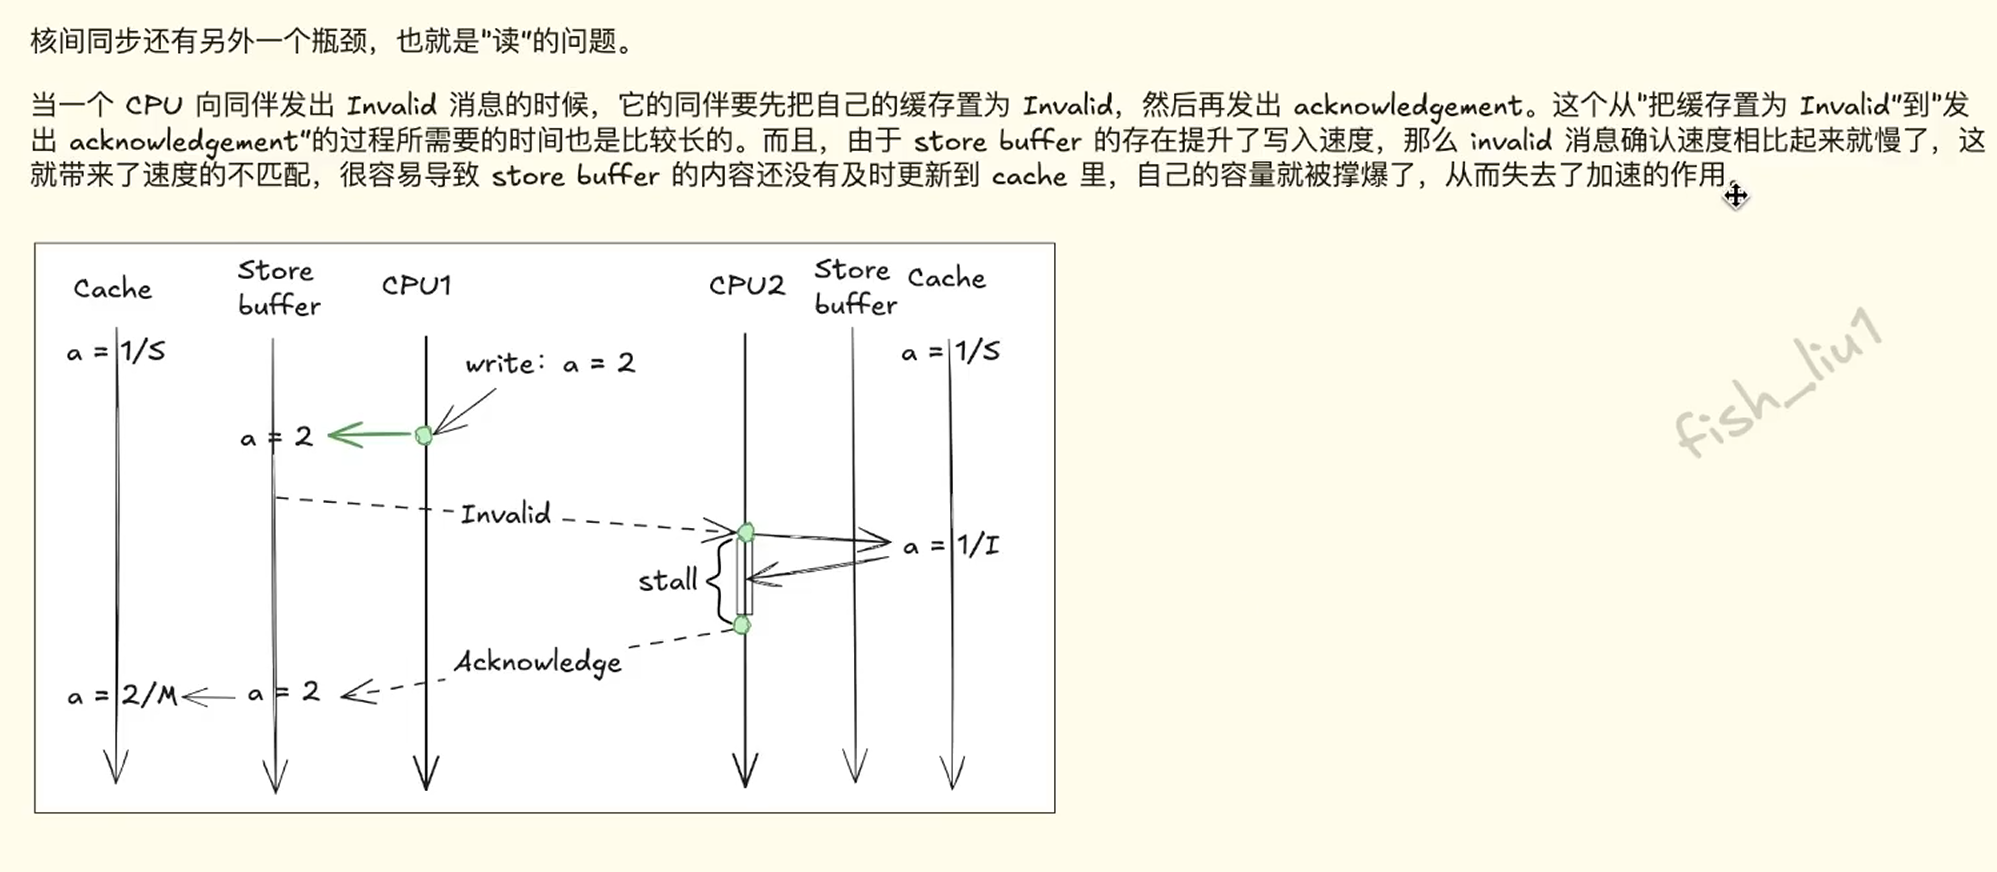 核间同步还有另外一个瓶颈，也就是"读"的问题。
当一个 CPU 向同伴发出 Invalid 消息的时候，它的同伴要先把自己的缓存置为 Invalid，然后再发出 acknowledgement。这个从"把缓存置为 Invalid"到"发
出 acknowledgement"的过程所需要的时间也是比较长的。而且，由于 store buffer 的存在提升了写入速度，那么 invalid 消息确认速度相比起来就慢了，这
就带来了速度的不匹配，很容易导致 store buffer 的内容还没有及时更新到 cache 里，自己的容量就被撑爆了，从而失去了加速的作用。
Cache
Store
buffer
CPU1
CPU2
Store
buffer
Cache
a = 1/S
write: a = 2
a = 1/S
a = 2
Invalid
a = 1/I
stall
Acknowledge
a = 2/M
a = 2
fish_liu1